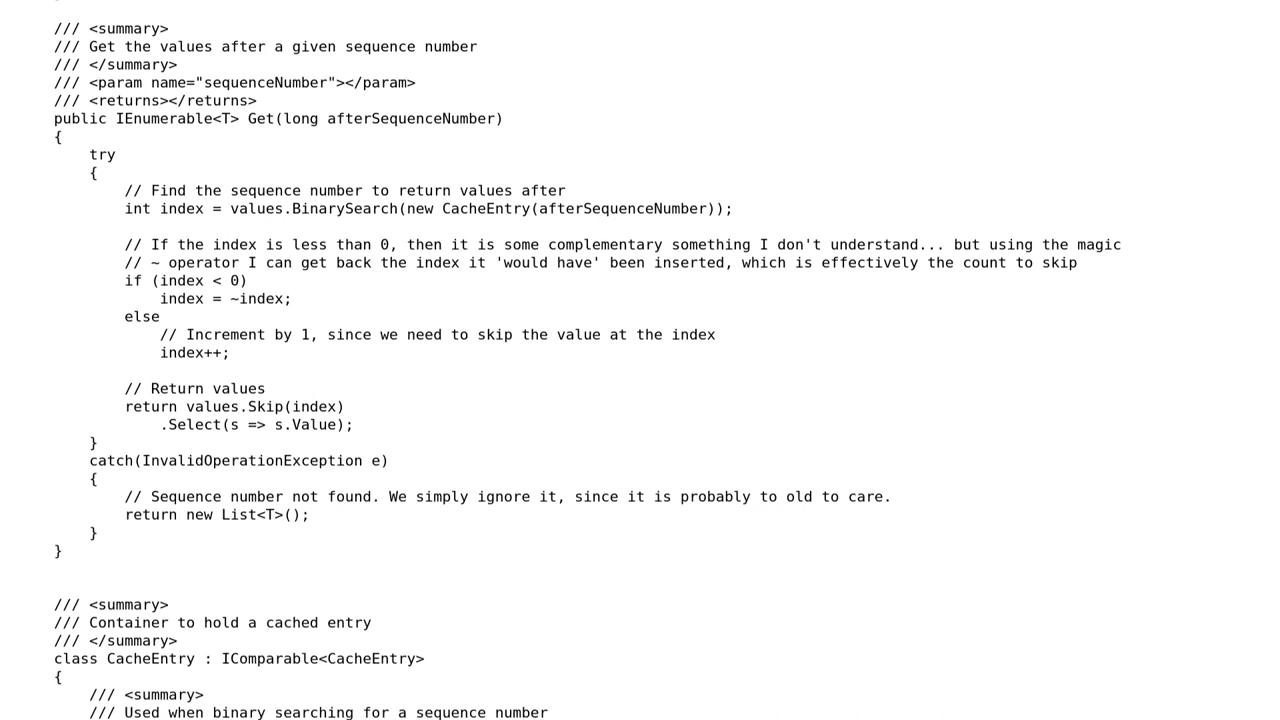 /// <summary>
/// Get the values after a given sequence number
/// </summary>
/// <param name="sequenceNumber"></param>
/// <returns></returns>
public IEnumerable<T> Get(long afterSequenceNumber)
{
    try
    {
        // Find the sequence number to return values after
        int index = values.BinarySearch(new CacheEntry(afterSequenceNumber));

        // If the index is less than 0, then it is some complementary something I don't understand... but using the magic
        // ~ operator I can get back the index it 'would have' been inserted, which is effectively the count to skip
        if (index < 0)
            index = ~index;
        else
            // Increment by 1, since we need to skip the value at the index
            index++;

        // Return values
        return values.Skip(index)
            .Select(s => s.Value);
    }
    catch(InvalidOperationException e)
    {
        // Sequence number not found. We simply ignore it, since it is probably to old to care.
        return new List<T>();
    }
}


/// <summary>
/// Container to hold a cached entry
/// </summary>
class CacheEntry : IComparable<CacheEntry>
{
    /// <summary>
    /// Used when binary searching for a sequence number